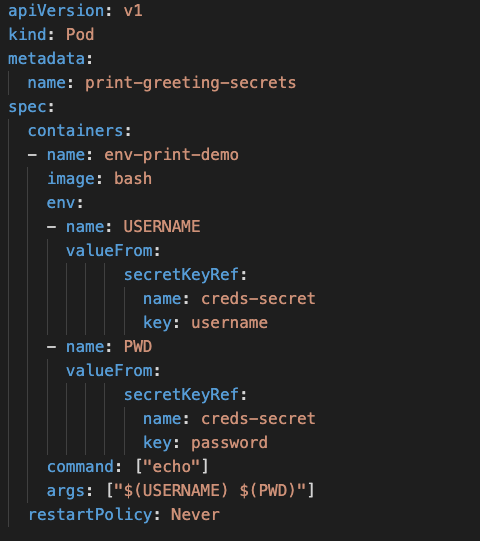 apiVersion: v1
kind: Pod
metadata:
  name: print-greeting-secrets
spec:
  containers:
  - name: env-print-demo
    image: bash
    env:
    - name: USERNAME
      valueFrom:
            secretKeyRef:
              name: creds-secret
              key: username
    - name: PWD
      valueFrom:
            secretKeyRef:
              name: creds-secret
              key: password
    command: ["echo"]
    args: ["$(USERNAME) $(PWD)"]
  restartPolicy: Never